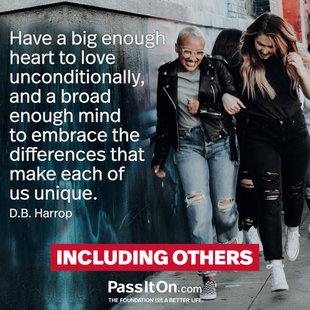 Have a big enough
heart to love
unconditionally,
and a broad
enough mind
to embrace the
differences that
make each of
us unique.
D.B. Harrop
INCLUDING OTHERS
PassItOn.com
THE FOUNDATION FOR A BETTER LIFE